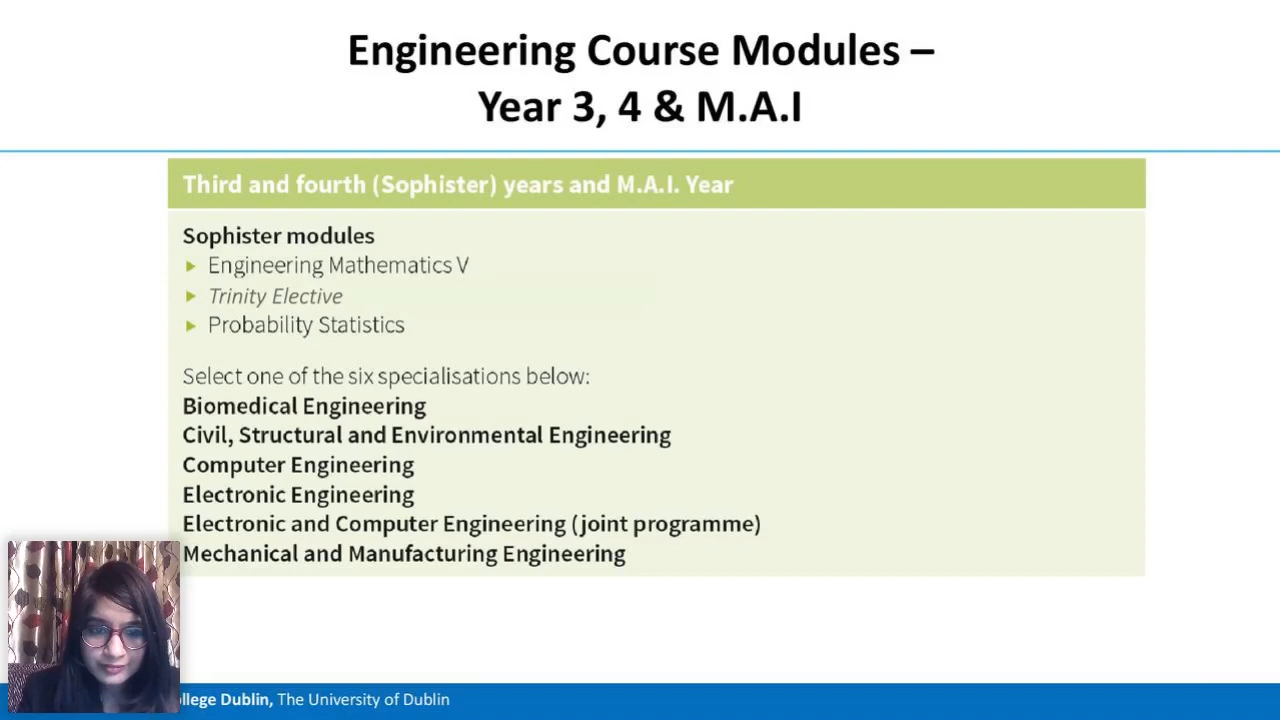 Engineering Course Modules –
Year 3, 4 & M.A.I
Third and fourth (Sophister) years and M.A.I. Year
Sophister modules
Engineering Mathematics V
Trinity Elective
Probability Statistics
Select one of the six specialisations below:
Biomedical Engineering
Civil, Structural and Environmental Engineering
Computer Engineering
Electronic Engineering
Electronic and Computer Engineering (joint programme)
Mechanical and Manufacturing Engineering
ollege Dublin, The University of Dublin